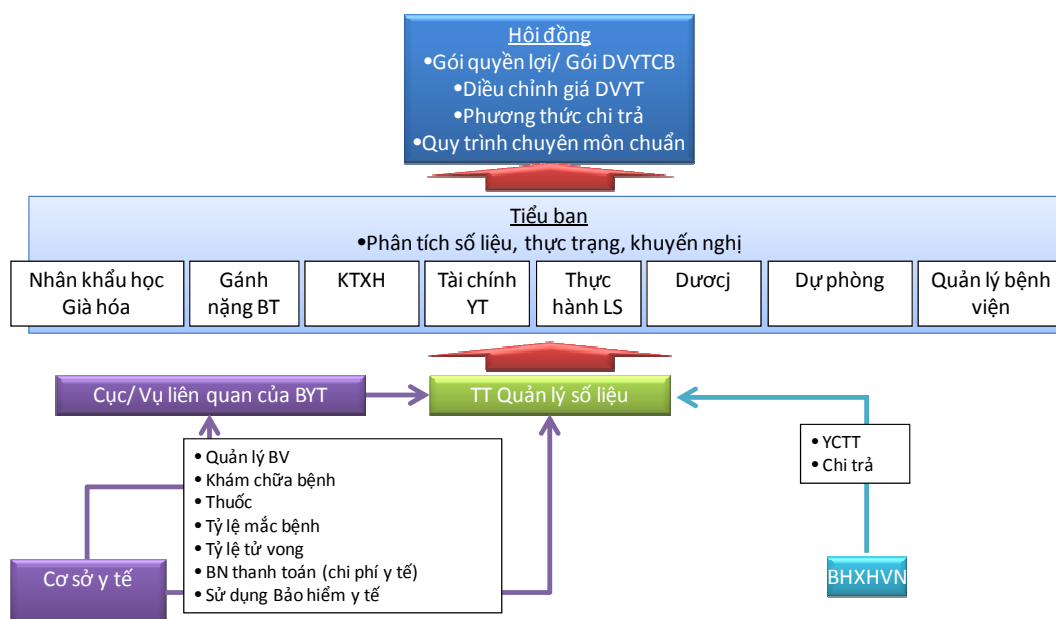 Hôi đồng
•Gói quyền lợi/ Gói DVYTCB
•Diều chỉnh giá DVYT
•Phương thức chi trả
•Quy trình chuyên môn chuẩn
Tiểu ban
•Phân tích số liệu, thực trạng, khuyến nghị
Nhân khẩu học
Già hóa
Gánh
nặng BT
KTXH
Tài chính
YT
Thực
hành LS
Dươcj
Dự phòng
Quản lý bệnh
viện
Cục/ Vụ liên quan của BYT
TT Quản lý số liệu
• Quản lý BV
• Khám chữa bệnh
• Thuốc
• Tỷ lệ mắc bệnh
• Tỷ lệ tử vong
• BN thanh toán (chi phí y tế)
• Sử dụng Bảo hiểm y tế
• YCTT
• Chi trả
Cơ sở y tế
BHXHVN